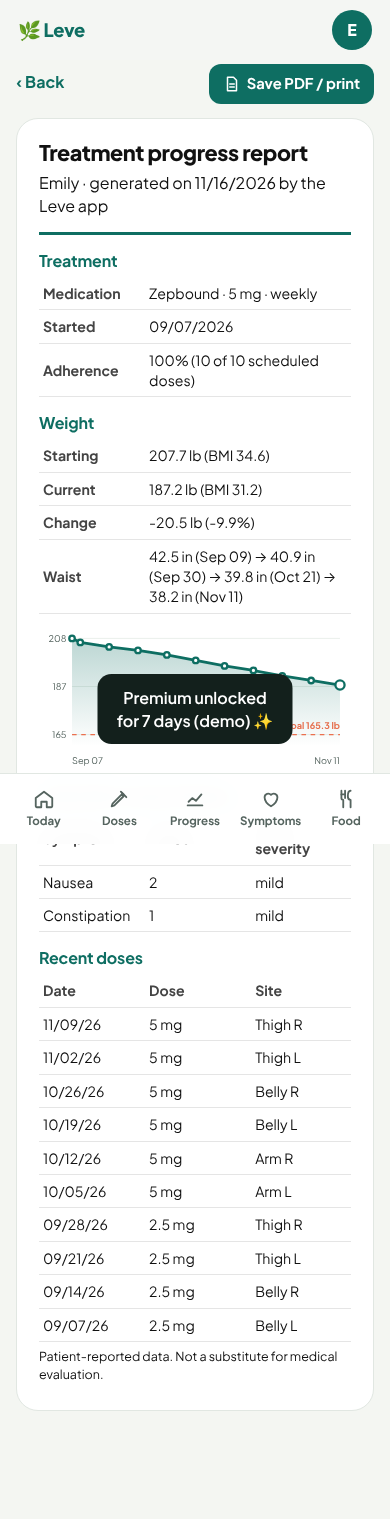 🌿 Leve
E
‹ Back
Save PDF / print
Treatment progress report
Emily · generated on 11/16/2026 by the
Leve app
Treatment
Medication Zepbound · 5 mg · weekly
Started 09/07/2026
Adherence 100% (10 of 10 scheduled
doses)
Weight
Starting 207.7 lb (BMI 34.6)
Current 187.2 lb (BMI 31.2)
Change -20.5 lb (-9.9%)
Waist 42.5 in (Sep 09) → 40.9 in
(Sep 30) → 39.8 in (Oct 21) →
38.2 in (Nov 11)
208
187
165
165.3 lb
Premium unlocked
for 7 days (demo) ✨
Sep 07 Nov 11
Today Doses Progress Symptoms Food
severity
Nausea 2 mild
Constipation 1 mild
Recent doses
Date Dose Site
11/09/26 5 mg Thigh R
11/02/26 5 mg Thigh L
10/26/26 5 mg Belly R
10/19/26 5 mg Belly L
10/12/26 5 mg Arm R
10/05/26 5 mg Arm L
09/28/26 2.5 mg Thigh R
09/21/26 2.5 mg Thigh L
09/14/26 2.5 mg Belly R
09/07/26 2.5 mg Belly L
Patient-reported data. Not a substitute for medical
evaluation.